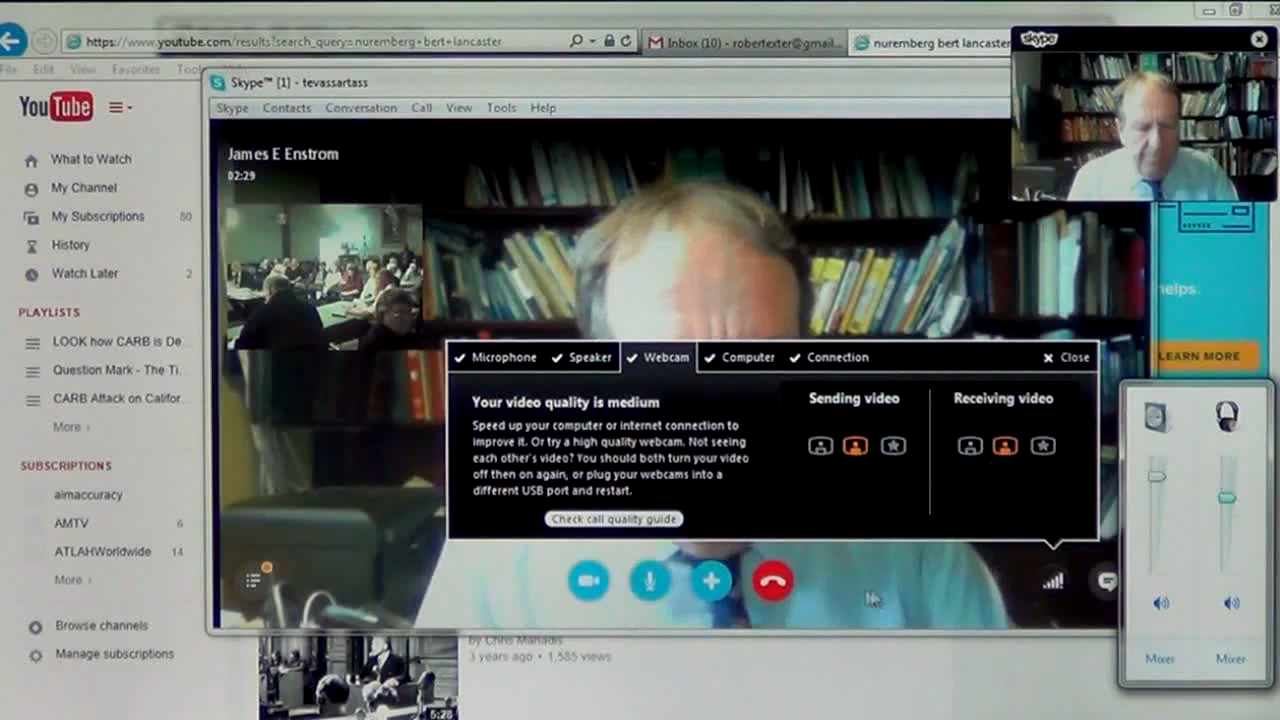 https://www.youtube.com/results?search_query=nuremberg+bert+lancaster
Inbox (10) - robertexter@gmail...
nuremberg bert lancaster
File Edit View Favorites Tools
YouTube
What to Watch
My Channel
My Subscriptions 80
History
Watch Later 2
PLAYLISTS
LOOK how CARB is De...
Question Mark - The Ti...
CARB Attack on Califor...
More
SUBSCRIPTIONS
aimaccuracy
AMTV 6
ATLAHWorldwide 14
More
Browse channels
Manage subscriptions
Skype™ [1] - tevassartass
Skype Contacts Conversation Call View Tools Help
James E Enstrom
02:29
skype
Microphone Speaker Webcam Computer Connection Close
Your video quality is medium
Speed up your computer or internet connection to
improve it. Or try a high quality webcam. Not seeing
each other's video? You should both turn your video
off then on again, or plug your webcams into a
different USB port and restart.
Check call quality guide
Sending video
Receiving video
helps.
LEARN MORE
Mixer Mixer
by Chris Manadis
3 years ago • 1,585 views
5:28